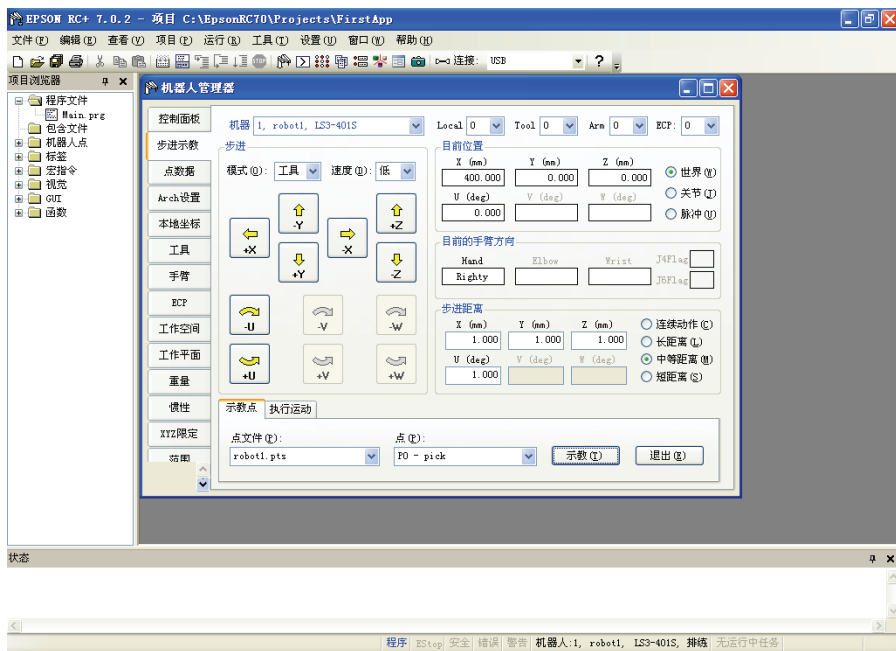 EPSON RC+ 7.0.2 - 项目 C:\EpsonRC70\Projects\FirstApp
文件(F) 编辑(E) 查看(V) 项目(P) 运行(R) 工具(T) 设置(U) 窗口(W) 帮助(H)
连接: USB
项目浏览器
程序文件
Main.prg
包含文件
机器人点
标签
宏指令
视觉
GUI
函数
机器人管理器
控制面板
步进示教
点数据
Arch设置
本地坐标
工具
手臂
ECP
工作空间
工作平面
重量
惯性
XYZ限定
范围
机器 1, robot1, LS3-401S Local 0 Tool 0 Arm 0 ECP: 0
步进
模式(O): 工具 速度(D): 低
-Y +Z
+X -X
+Y -Z
-U -V -W
+U +V +W
目前位置
X (mm) Y (mm) Z (mm)
400.000 0.000 0.000
U (deg) V (deg) W (deg)
0.000
世界(W)
关节(J)
脉冲(U)
目前的手臂方向
Hand Elbow Wrist J4Flag
Righty J6Flag
步进距离
X (mm) Y (mm) Z (mm)
1.000 1.000 1.000
U (deg) V (deg) W (deg)
1.000
连续动作(C)
长距离(L)
中等距离(M)
短距离(S)
示教点 执行运动
点文件(F): 点(P):
robot1.pts P0 - pick 示教(T) 退出(E)
状态
程序 EStop 安全 错误 警告 机器人:1, robot1, LS3-401S, 排练 无运行中任务